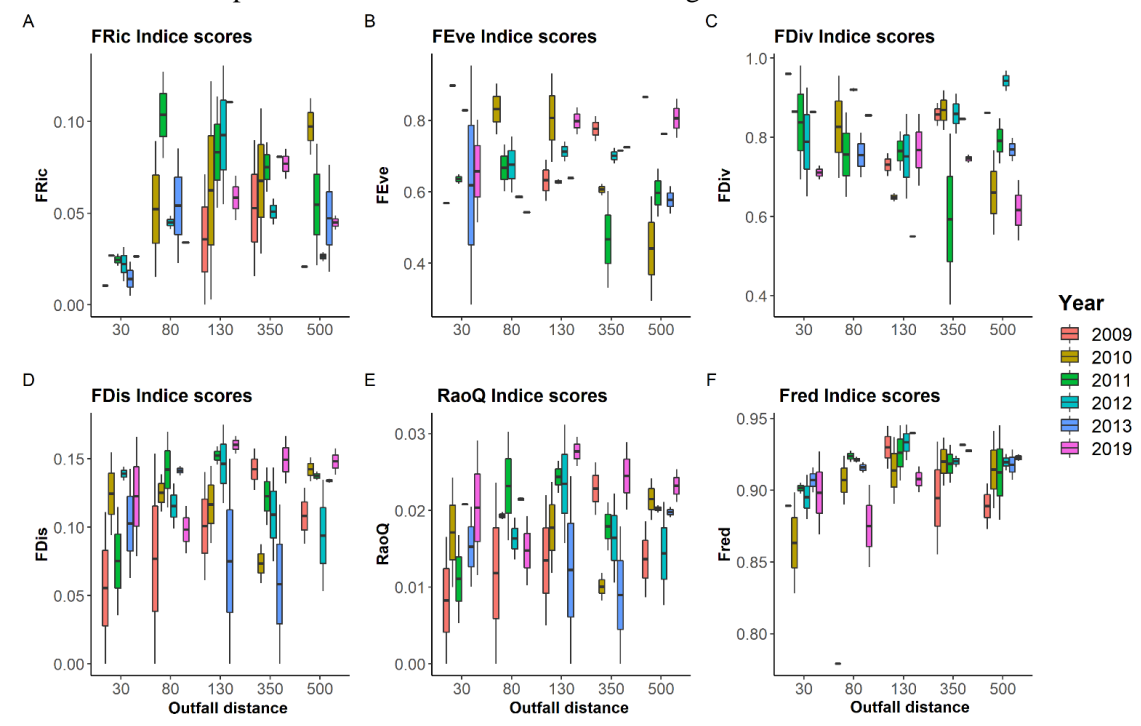 A
FRic Indice scores
FRic
0.10
0.05
0.00
30 80 130 350 500
B
FEve Indice scores
FEve
0.8
0.6
0.4
30 80 130 350 500
C
FDiv Indice scores
FDiv
1.0
0.8
0.6
0.4
30 80 130 350 500
D
FDis Indice scores
FDis
0.15
0.10
0.05
0.00
30 80 130 350 500
Outfall distance
E
RaoQ Indice scores
RaoQ
0.03
0.02
0.01
0.00
30 80 130 350 500
Outfall distance
F
Fred Indice scores
Fred
0.95
0.90
0.85
0.80
30 80 130 350 500
Outfall distance
Year
2009
2010
2011
2012
2013
2019